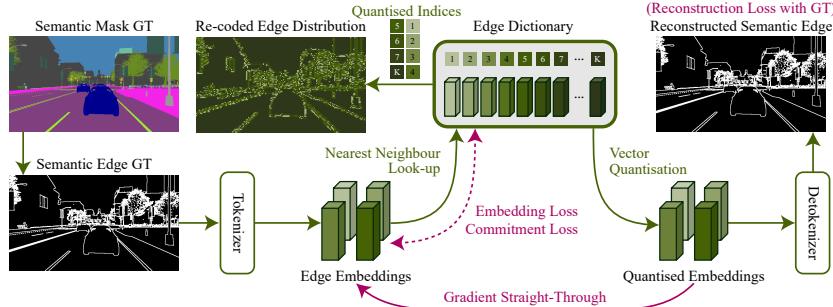 Semantic Mask GT
Re-coded Edge Distribution
Quantised Indices
5 1
6 2
7 3
K 4
Edge Dictionary
1 2 3 4 5 6 7 ··· K
···
(Reconstruction Loss with GT)
Reconstructed Semantic Edge
Semantic Edge GT
Tokenizer
Nearest Neighbour
Look-up
Embedding Loss
Commitment Loss
Vector
Quantisation
Detokenizer
Edge Embeddings
Quantised Embeddings
Gradient Straight-Through